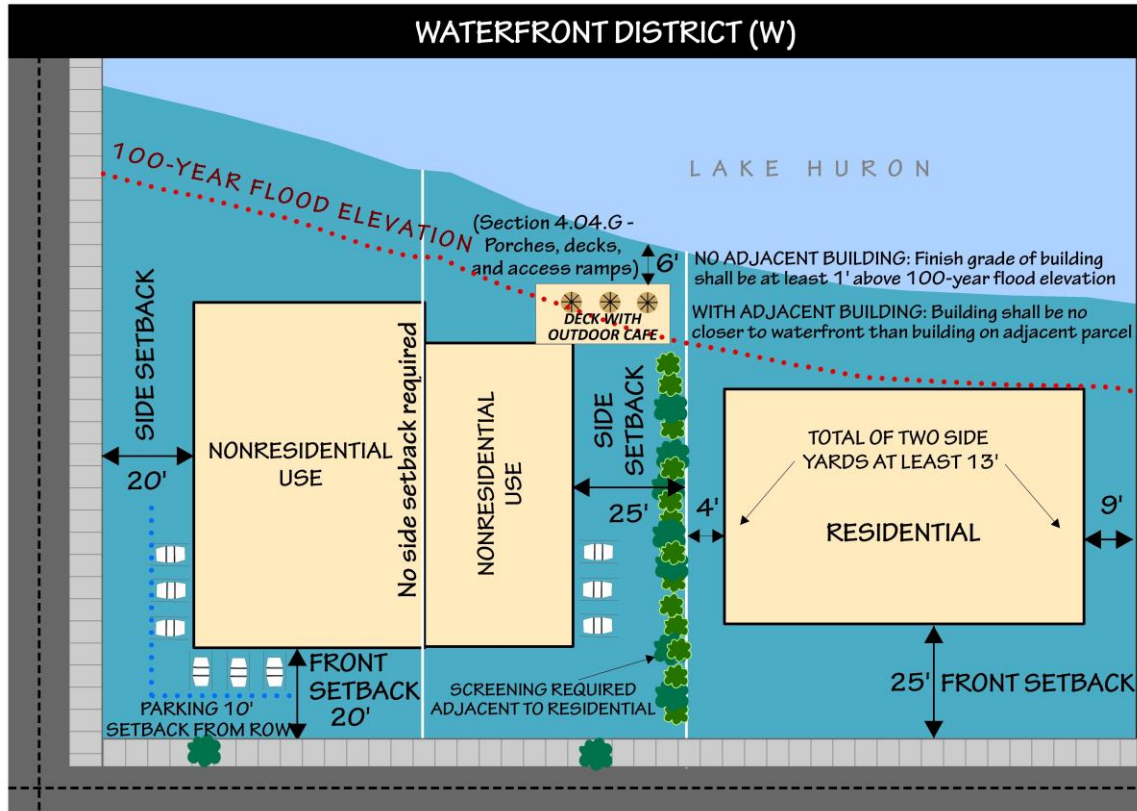 WATERFRONT DISTRICT (W)
LAKE HURON
100-YEAR FLOOD ELEVATION
(Section 4.04.G -
Porches, decks,
and access ramps)
6'
NO ADJACENT BUILDING: Finish grade of building
shall be at least 1' above 100-year flood elevation
WITH ADJACENT BUILDING: Building shall be no
closer to waterfront than building on adjacent parcel
DECK WITH
OUTDOOR CAFE
SIDE SETBACK
20'
NONRESIDENTIAL
USE
No side setback required
NONRESIDENTIAL
USE
SIDE
SETBACK
25'
4'
TOTAL OF TWO SIDE
YARDS AT LEAST 13'
RESIDENTIAL
9'
FRONT
SETBACK
20'
PARKING 10'
SETBACK FROM ROW
SCREENING REQUIRED
ADJACENT TO RESIDENTIAL
25' FRONT SETBACK